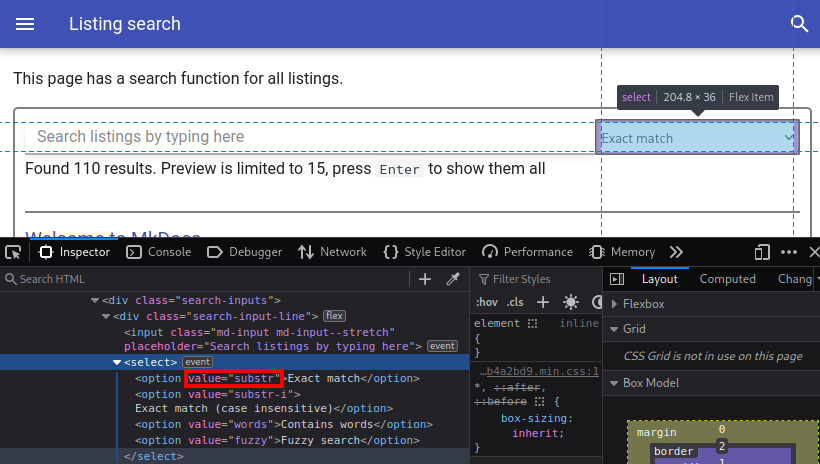 Listing search
This page has a search function for all listings.
select 204.8 × 36 Flex Item
Search listings by typing here
Exact match
Found 110 results. Preview is limited to 15, press Enter to show them all
Welcome to MkDocs
Inspector Console Debugger Network Style Editor Performance Memory
Search HTML
Filter Styles
Layout Computed Chang
:hov .cls
<div class="search-inputs">
<div class="search-input-line"> flex
<input class="md-input md-input--stretch"
placeholder="Search listings by typing here"> event
<select> event
<option value="substr">Exact match</option>
<option value="substr-i">
Exact match (case insensitive)</option>
<option value="words">Contains words</option>
<option value="fuzzy">Fuzzy search</option>
</select>
element inline
{
}
…b4a2bd9.min.css:1
*, ::after,
::before {
box-sizing:
inherit;
}
Flexbox
Grid
CSS Grid is not in use on this page
Box Model
margin 0
border 2